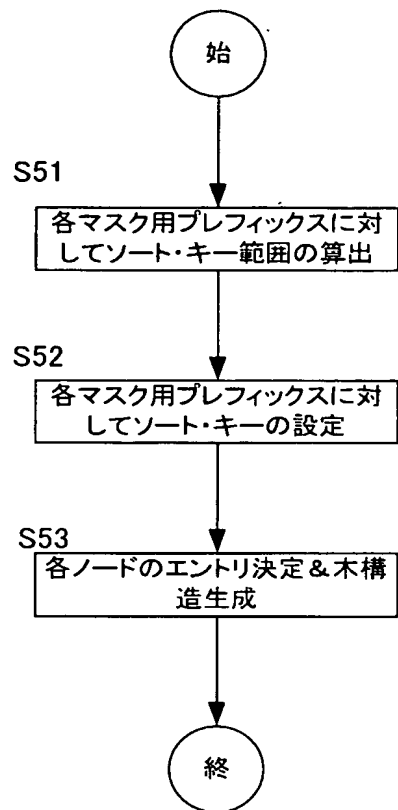 始
S51
各マスク用プレフィックスに対
してソート・キー範囲の算出
S52
各マスク用プレフィックスに対
してソート・キーの設定
S53
各ノードのエントリ決定&木構
造生成
終